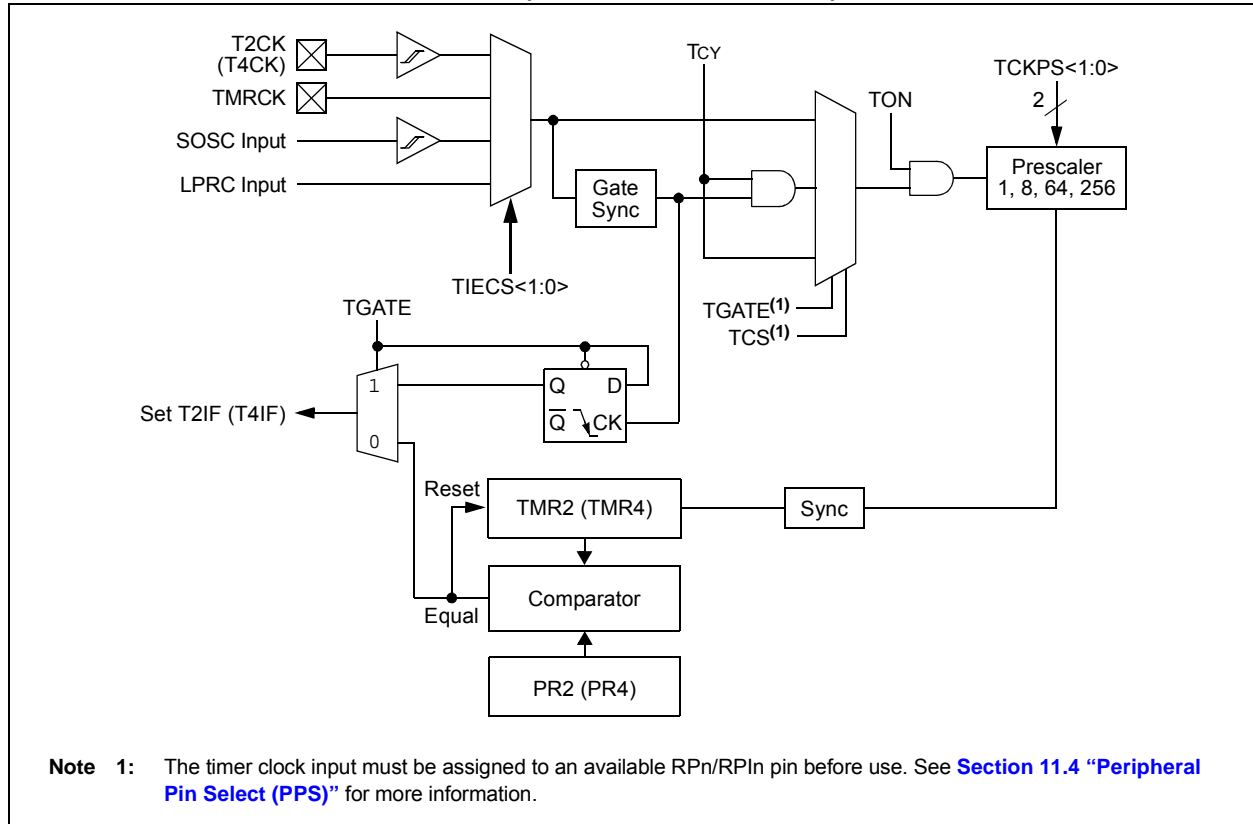 T2CK
(T4CK)
TMRCK
SOSC Input
LPRC Input
TIECS<1:0>
Gate
Sync
TCY
TGATE(1)
TCS(1)
TON
TCKPS<1:0>
2
Prescaler
1, 8, 64, 256
TGATE
1
0
Set T2IF (T4IF)
Q D
Q CK
Reset
TMR2 (TMR4)
Sync
Equal
Comparator
PR2 (PR4)
Note 1: The timer clock input must be assigned to an available RPn/RPIn pin before use. See Section 11.4 “Peripheral
Pin Select (PPS)” for more information.